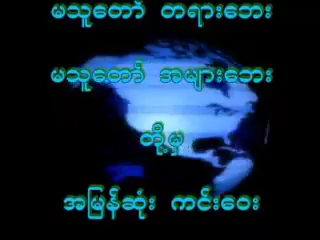 မသူတော် တရားဘေး
မသူတော် အများဘေး
တို့မှ
အမြန်ဆုံး ကင်းဝေး